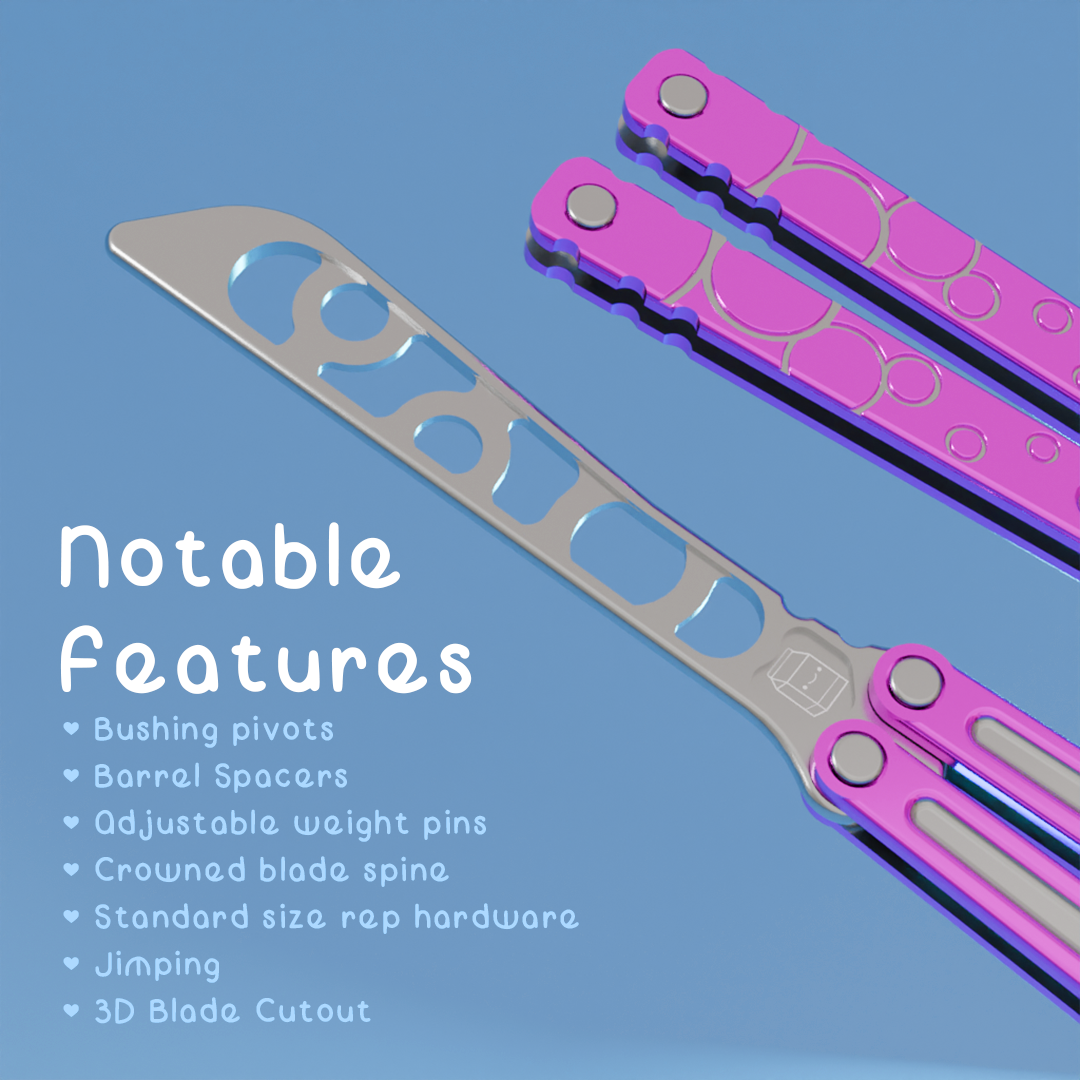 Notable
Features
Bushing pivots
Barrel Spacers
Adjustable weight pins
Crowned blade spine
Standard size rep hardware
Jimping
3D Blade Cutout